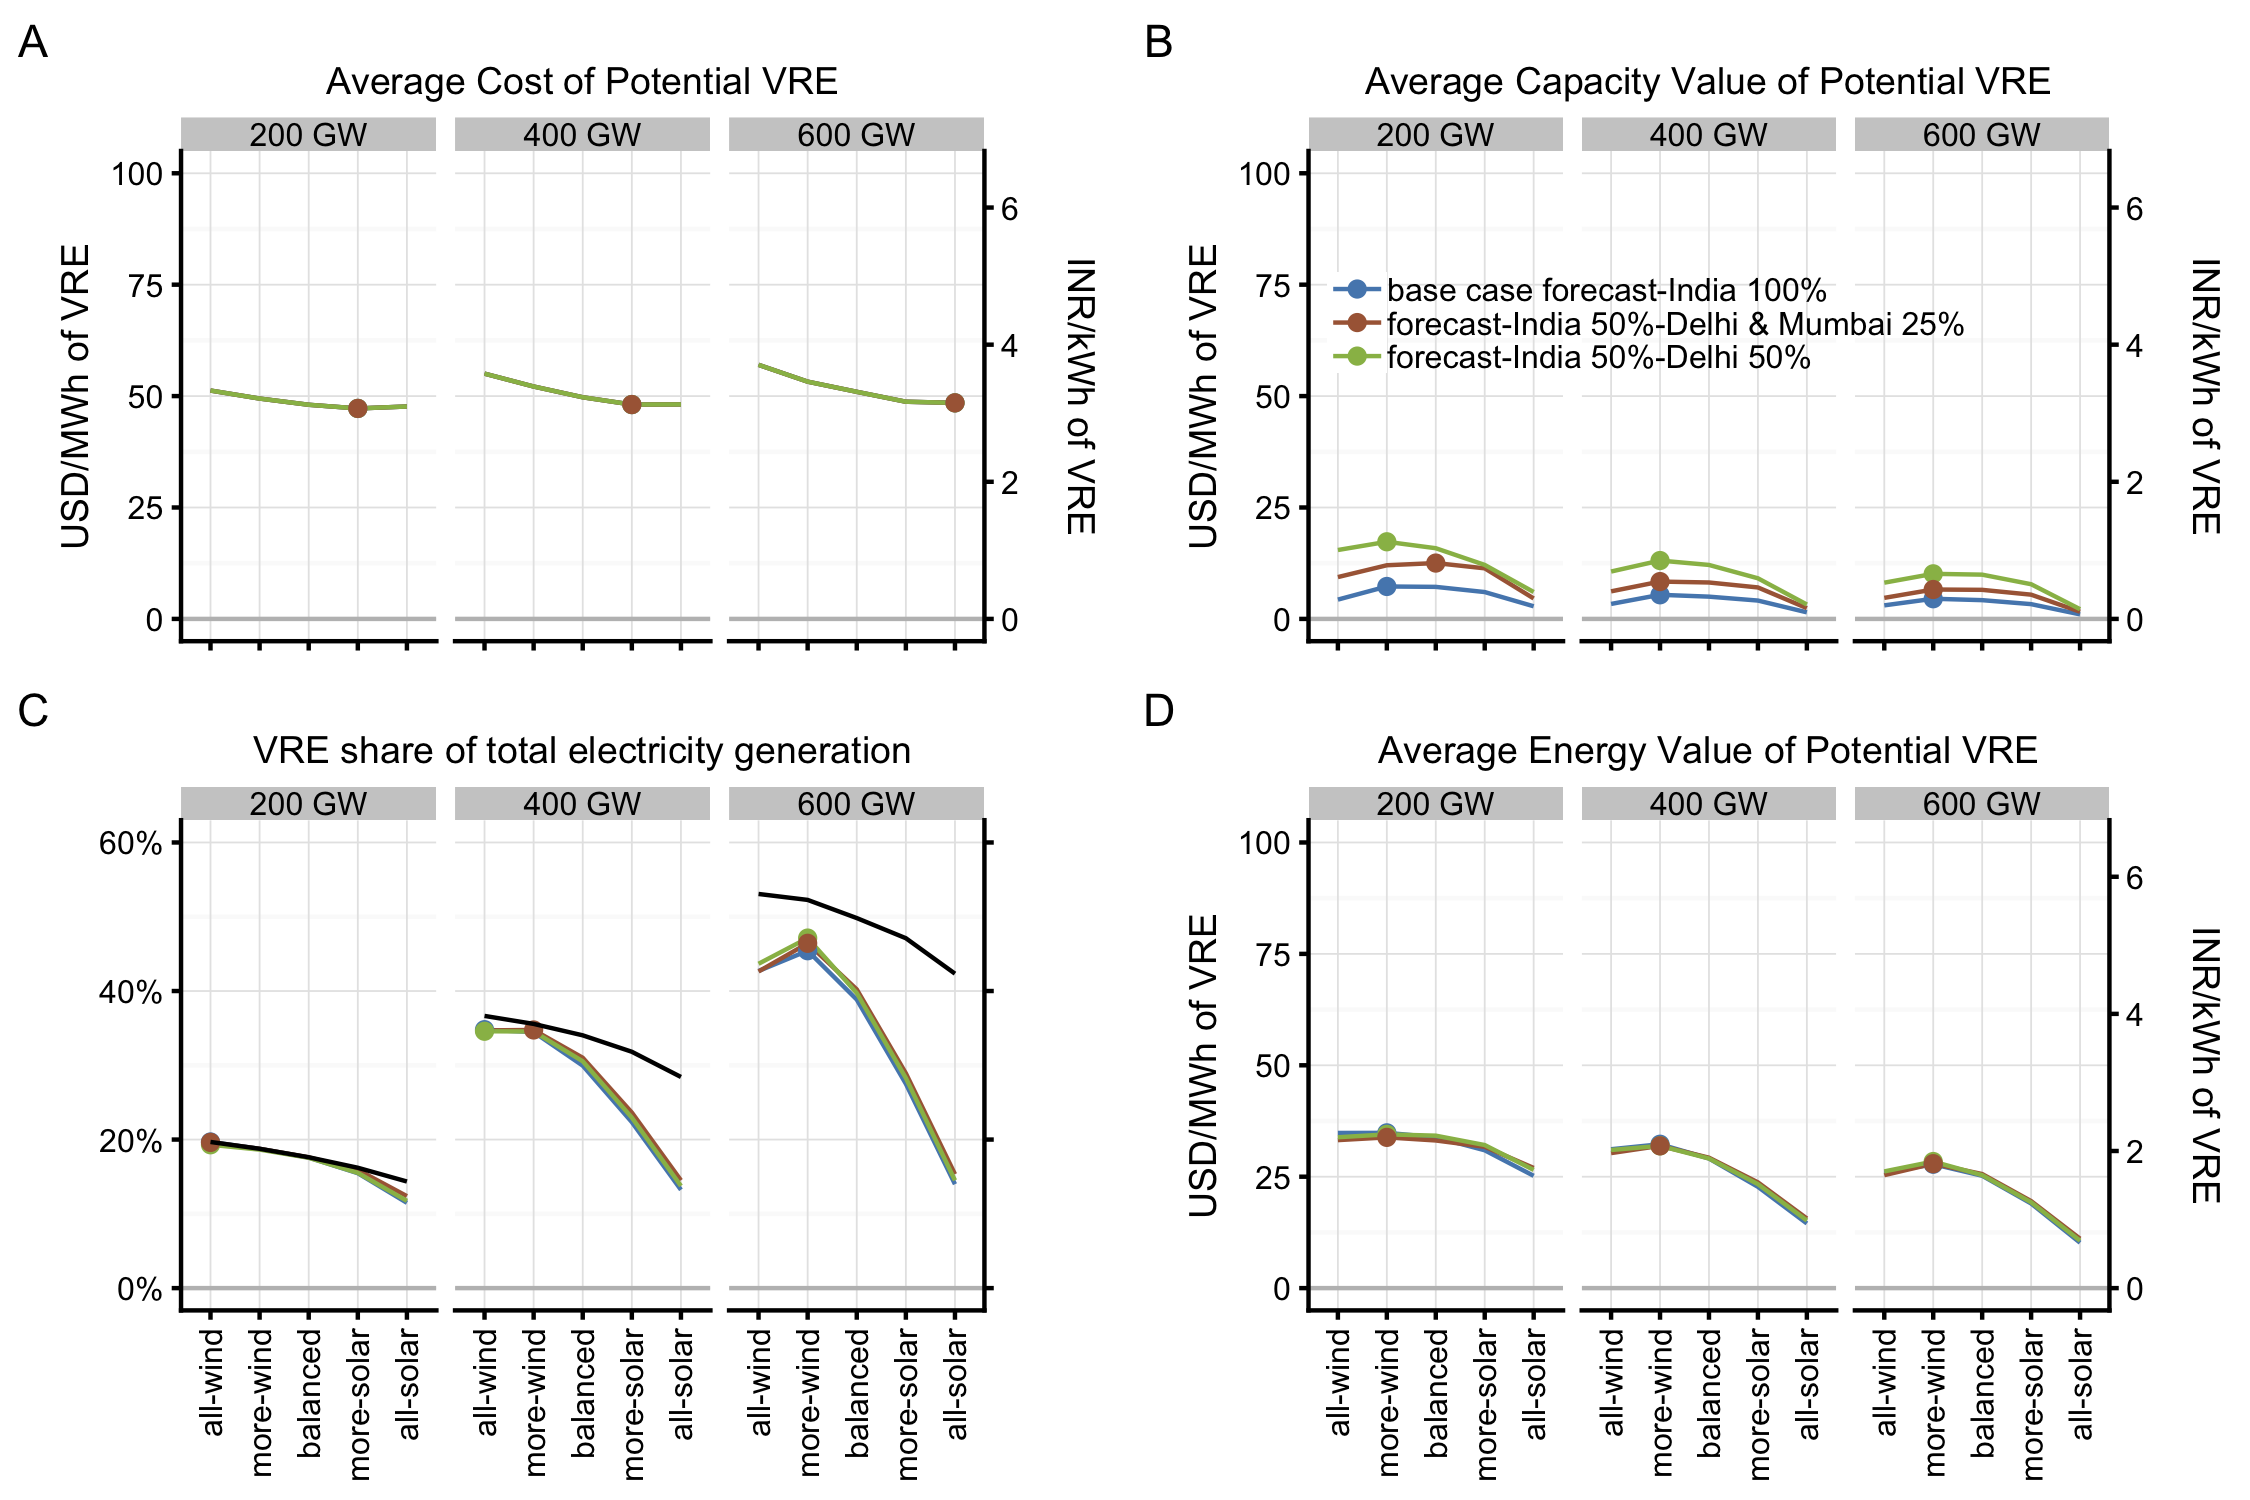 A
Average Cost of Potential VRE
200 GW 400 GW 600 GW
100
75
50
25
0
USD/MWh of VRE
6
4
2
0
INR/kWh of VRE
B
Average Capacity Value of Potential VRE
200 GW 400 GW 600 GW
100
75
50
25
0
USD/MWh of VRE
base case forecast-India 100%
forecast-India 50%-Delhi & Mumbai 25%
forecast-India 50%-Delhi 50%
6
4
2
0
INR/kWh of VRE
C
VRE share of total electricity generation
200 GW 400 GW 600 GW
60%
40%
20%
0%
all-wind
more-wind
balanced
more-solar
all-solar
all-wind
more-wind
balanced
more-solar
all-solar
all-wind
more-wind
balanced
more-solar
all-solar
D
Average Energy Value of Potential VRE
200 GW 400 GW 600 GW
100
75
50
25
0
USD/MWh of VRE
6
4
2
0
INR/kWh of VRE
all-wind
more-wind
balanced
more-solar
all-solar
all-wind
more-wind
balanced
more-solar
all-solar
all-wind
more-wind
balanced
more-solar
all-solar